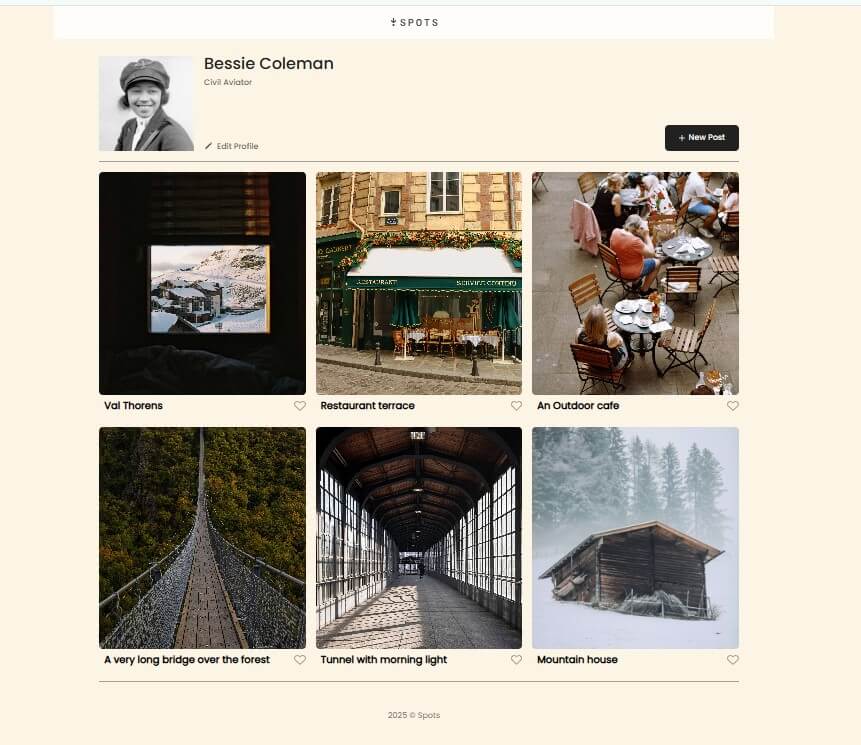 SPOTS
Bessie Coleman
Civil Aviator
Edit Profile
+ New Post
RESTAURANT
Val Thorens
Restaurant terrace
An Outdoor cafe
A very long bridge over the forest
Tunnel with morning light
Mountain house
2025 © Spots